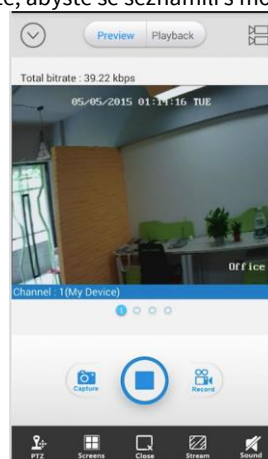 te, abyste se seznámili s mo
Preview Playback
Total bitrate : 39.22 kbps
05/05/2015 01:11:16 TUE
Office
Channel : 1(My Device)
1
Capture
Record
PTZ Screens Close Stream Sound